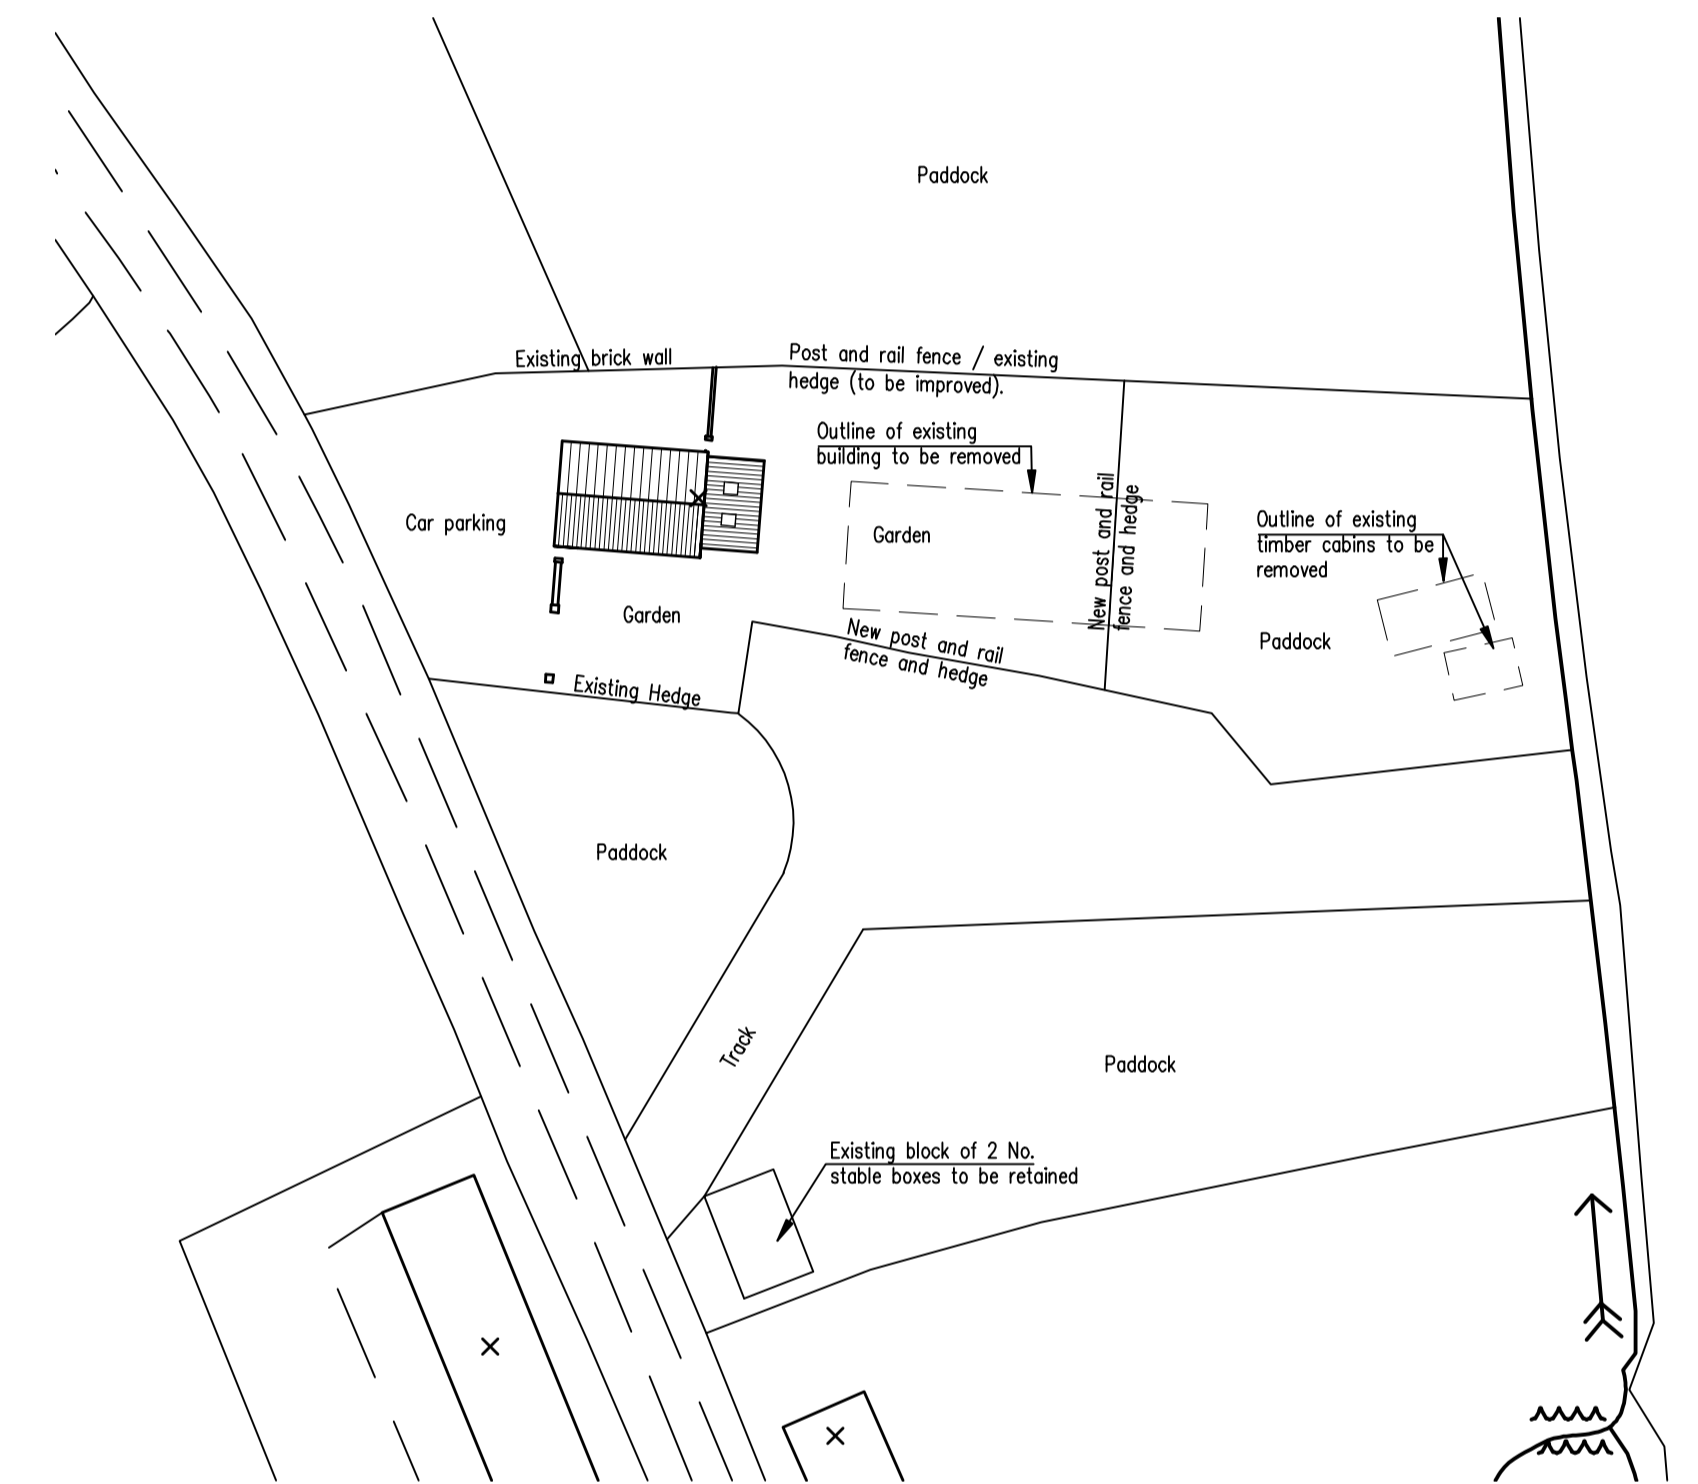 Paddock
Existing brick wall
Post and rail fence / existing
hedge (to be improved).
Outline of existing
building to be removed
Car parking
Garden
New post and rail
fence and hedge
Outline of existing
timber cabins to be
removed
Garden
New post and rail
fence and hedge
Paddock
Existing Hedge
Paddock
Track
Paddock
Existing block of 2 No.
stable boxes to be retained